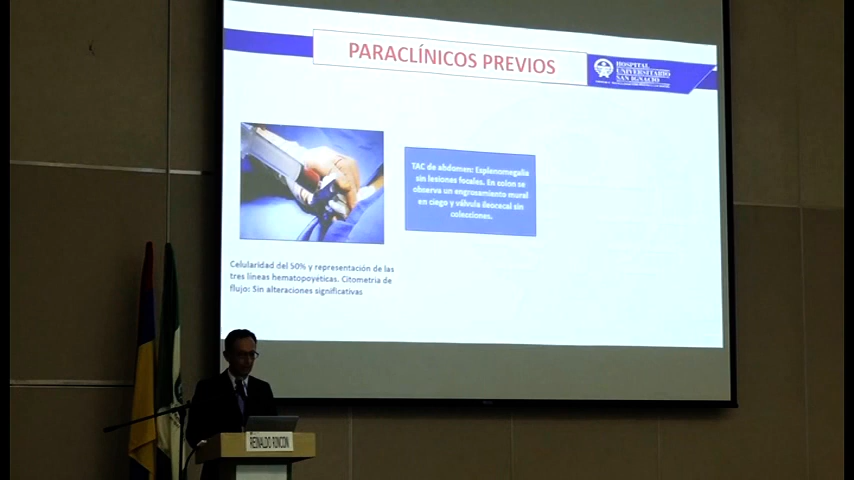 PARACLÍNICOS PREVIOS
HOSPITAL
UNIVERSITARIO
SAN IGNACIO
TAC de abdomen: Esplenomegalia
sin lesiones focales. En colon se
observa un engrosamiento mural
en ciego y válvula ileocecal sin
colecciones.
Celularidad del 50% y representación de las
tres líneas hematopoyéticas. Citometria de
flujo: Sin alteraciones significativas
REINALDO RINCON